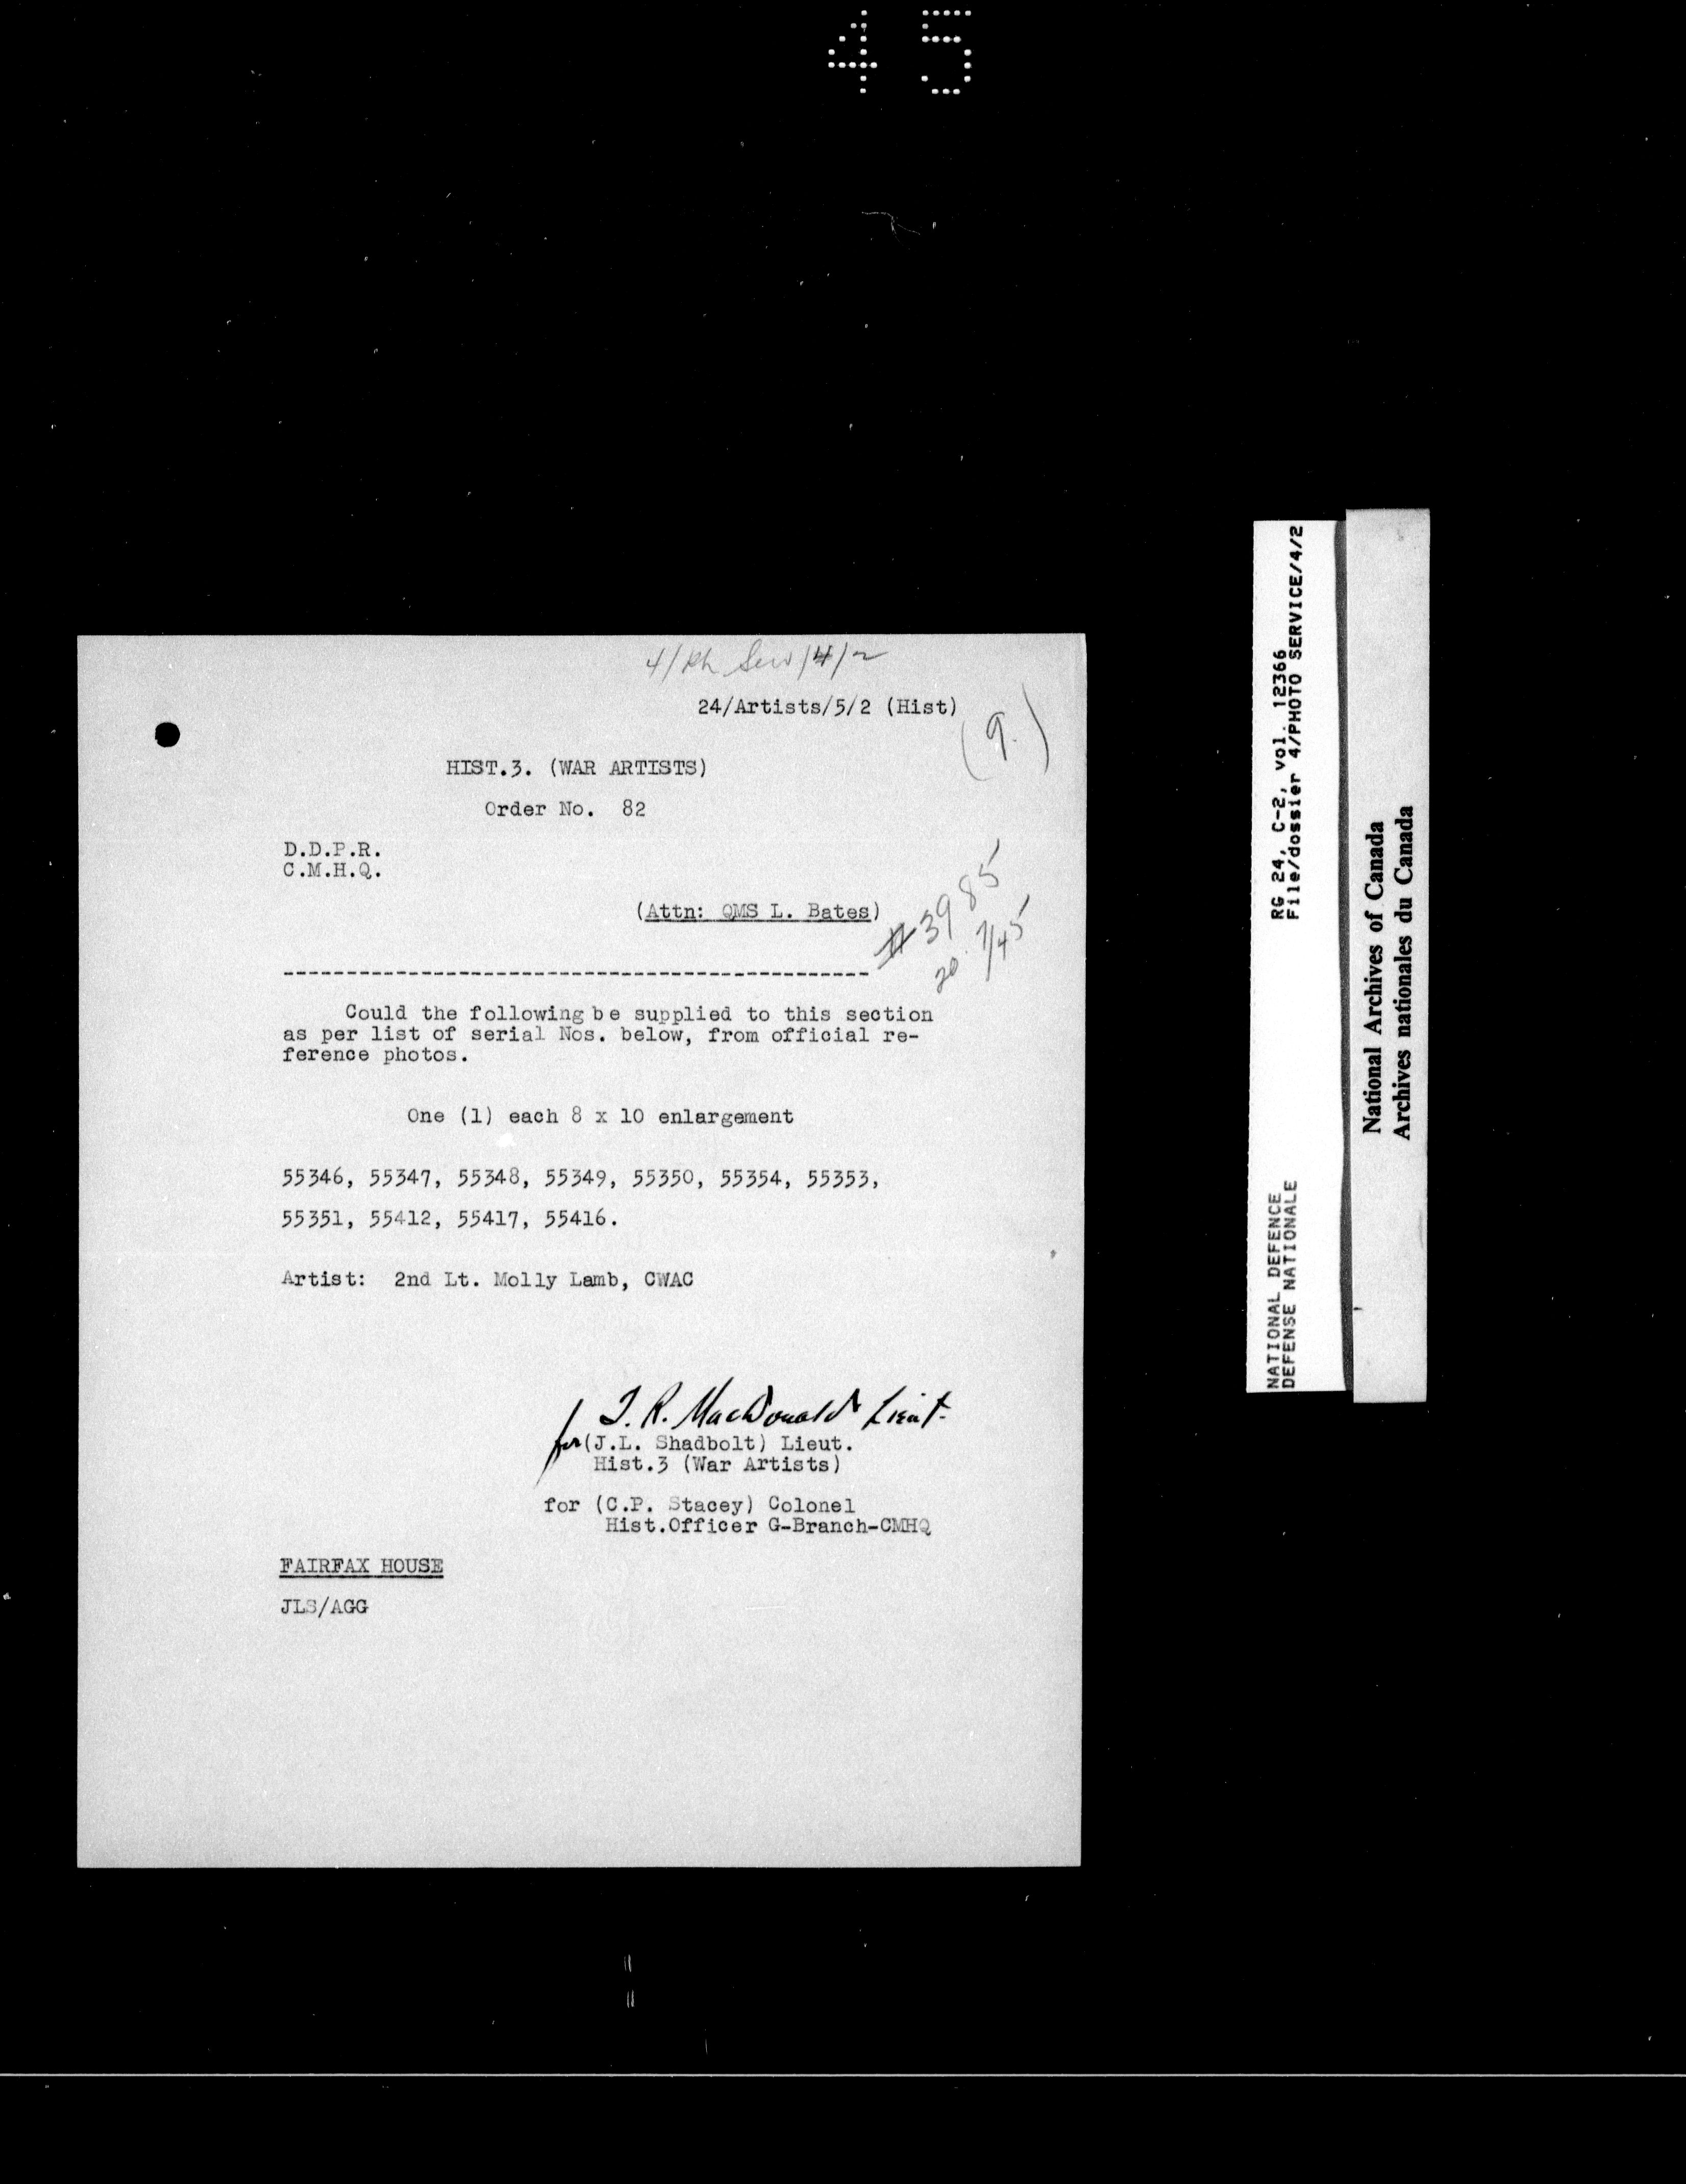 45
4/Ph Serv/4/2
24/Artists/5/2 (Hist)
(9.)
HIST.3. (WAR ARTISTS)
Order No. 82
D.D.P.R.
C.M.H.Q.
(Attn: QMS L. Bates)
# 3985
20.7/45
Could the following be supplied to this section
as per list of serial Nos. below, from official re-
ference photos.
One (1) each 8 x 10 enlargement
55346, 55347, 55348, 55349, 55350, 55354, 55353,
55351, 55412, 55417, 55416.
Artist: 2nd Lt. Molly Lamb, CWAC
T. R. MacDonald Lieut.
for (J.L. Shadbolt) Lieut.
Hist.3 (War Artists)
for (C.P. Stacey) Colonel
Hist.Officer G-Branch-CMHQ
FAIRFAX HOUSE
JLS/AGG
NATIONAL DEFENCE
DEFENSE NATIONALE
RG 24, C-2, vol. 12366
File/dossier 4/PHOTO SERVICE/4/2
National Archives of Canada
Archives nationales du Canada